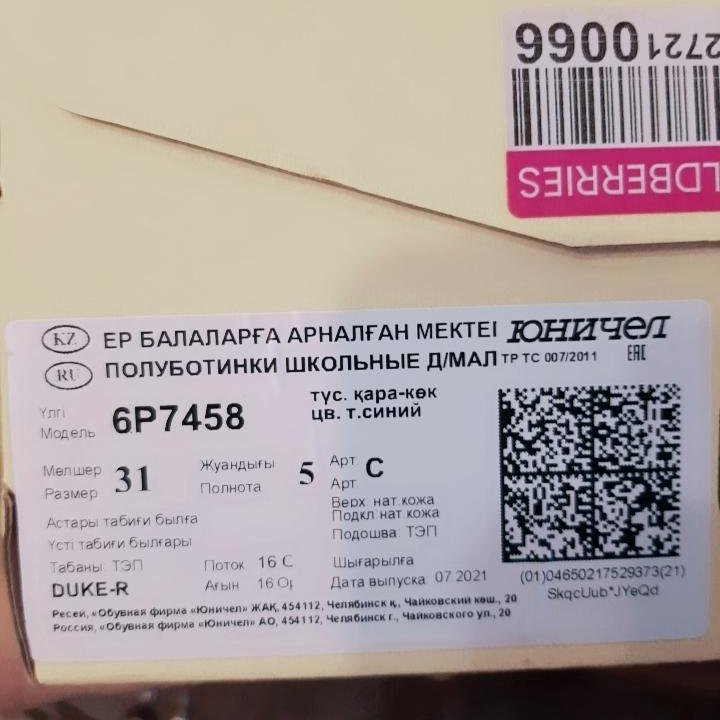 2721 0066
LDBERRIES
KZ ЕР БАЛАЛАРҒА АРНАЛҒАН МЕКТЕІ ЮНИЧЕЛ
RU ПОЛУБОТИНКИ ШКОЛЬНЫЕ Д/МАЛ ТР ТС 007/2011 EAC
Үлгі
Модель 6Р7458
түс. қара-көк
цв. т.синий
Мөлшер
Размер 31
Жуандығы
Полнота 5
Арт.
Арт С
Верх: нат.кожа
Подкл:нат кожа
Подошва: ТЭП
Астары табиғи былға
Үсті табиғи былғары
Табаны: ТЭП
DUKE-R
Поток 16 С
Ағын 16 О
Шығарылға
Дата выпуска: 07 2021
(01)04650217529373(21)
SkqcUub*JYeQd
Ресей, «Обувная фирма «Юничел» ЖАҚ, 454112, Челябинск қ., Чайковский көш., 20
Россия, «Обувная фирма «Юничел» АО, 454112, Челябинск г., Чайковского ул., 20